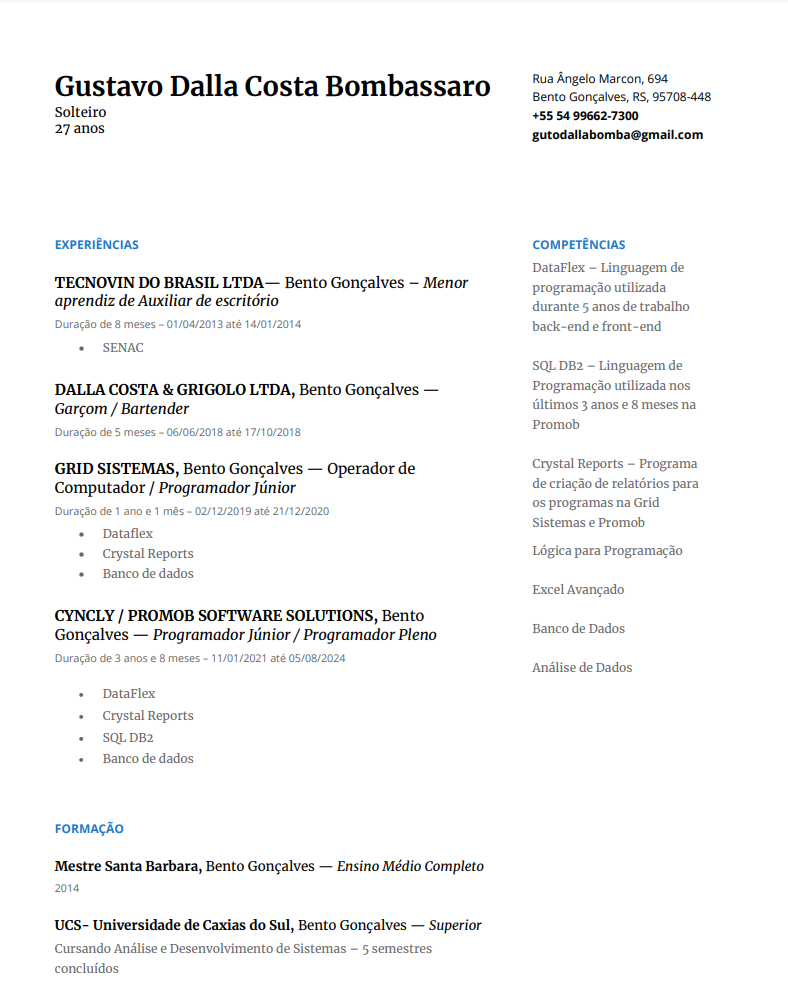 Gustavo Dalla Costa Bombassaro
Solteiro
27 anos
Rua Ângelo Marcon, 694
Bento Gonçalves, RS, 95708-448
+55 54 99662-7300
gutodallabomba@gmail.com
EXPERIÊNCIAS
TECNOVIN DO BRASIL LTDA— Bento Gonçalves – Menor
aprendiz de Auxiliar de escritório
Duração de 8 meses – 01/04/2013 até 14/01/2014
• SENAC
DALLA COSTA & GRIGOLO LTDA, Bento Gonçalves —
Garçom / Bartender
Duração de 5 meses – 06/06/2018 até 17/10/2018
GRID SISTEMAS, Bento Gonçalves — Operador de
Computador / Programador Júnior
Duração de 1 ano e 1 mês – 02/12/2019 até 21/12/2020
• Dataflex
• Crystal Reports
• Banco de dados
CYNCLY / PROMOB SOFTWARE SOLUTIONS, Bento
Gonçalves — Programador Júnior / Programador Pleno
Duração de 3 anos e 8 meses – 11/01/2021 até 05/08/2024
• DataFlex
• Crystal Reports
• SQL DB2
• Banco de dados
FORMAÇÃO
Mestre Santa Barbara, Bento Gonçalves — Ensino Médio Completo
2014
UCS- Universidade de Caxias do Sul, Bento Gonçalves — Superior
Cursando Análise e Desenvolvimento de Sistemas – 5 semestres
concluídos
COMPETÊNCIAS
DataFlex – Linguagem de
programação utilizada
durante 5 anos de trabalho
back-end e front-end
SQL DB2 – Linguagem de
Programação utilizada nos
últimos 3 anos e 8 meses na
Promob
Crystal Reports – Programa
de criação de relatórios para
os programas na Grid
Sistemas e Promob
Lógica para Programação
Excel Avançado
Banco de Dados
Análise de Dados